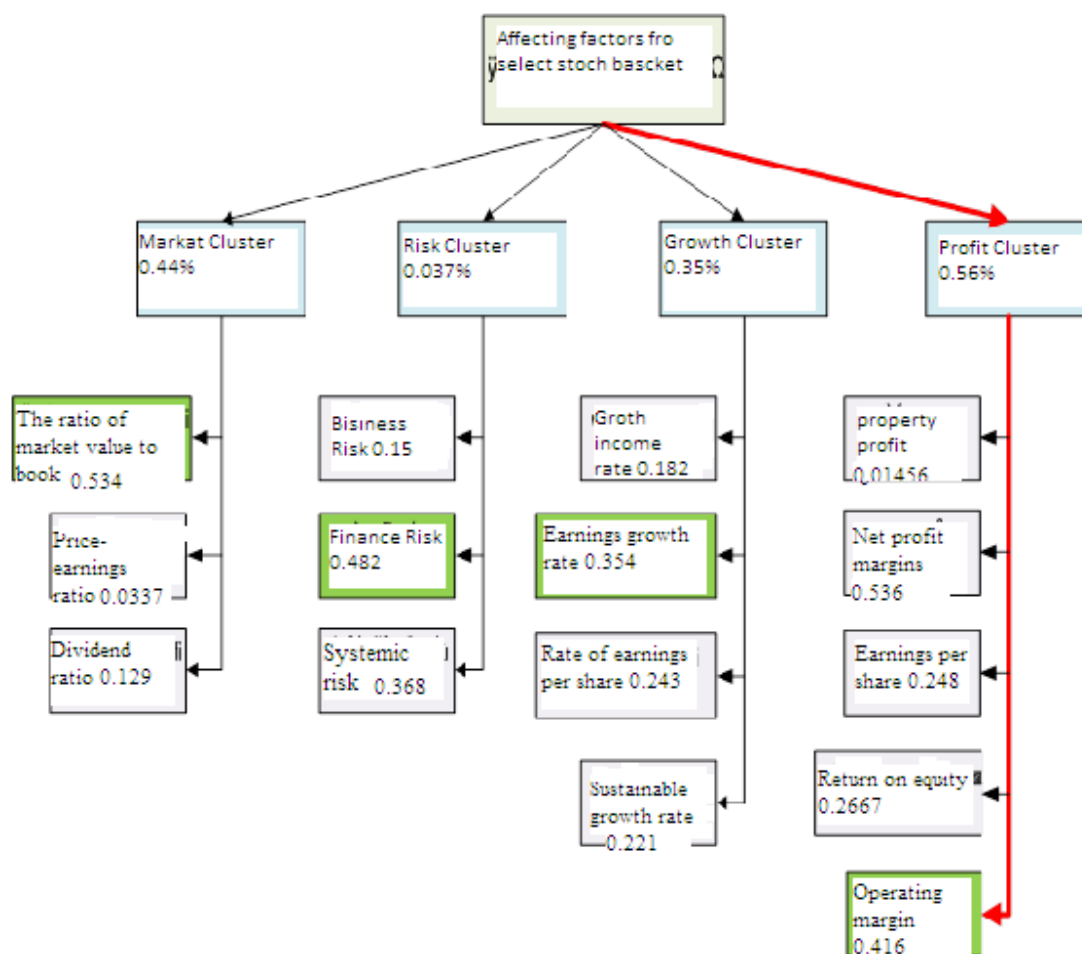 Affecting factors fro
ÿselect stoch bascket Ω
Markat Cluster
0.44%
Risk Cluster
0.037%
Growth Cluster
0.35%
Profit Cluster
0.56%
The ratio of
market value to
book 0.534
Price-
earnings
ratio 0.0337
Dividend
ratio 0.129
Bisiness
Risk 0.15
Finance Risk
0.482
Systemic
risk 0.368
Groth
income
rate 0.182
Earnings growth
rate 0.354
Rate of earnings
per share 0.243
Sustainable
growth rate
0.221
property
profit
0.01456
Net profit
margins
0.536
Earnings per
share 0.248
Return on equity
0.2667
Operating
margin
0.416